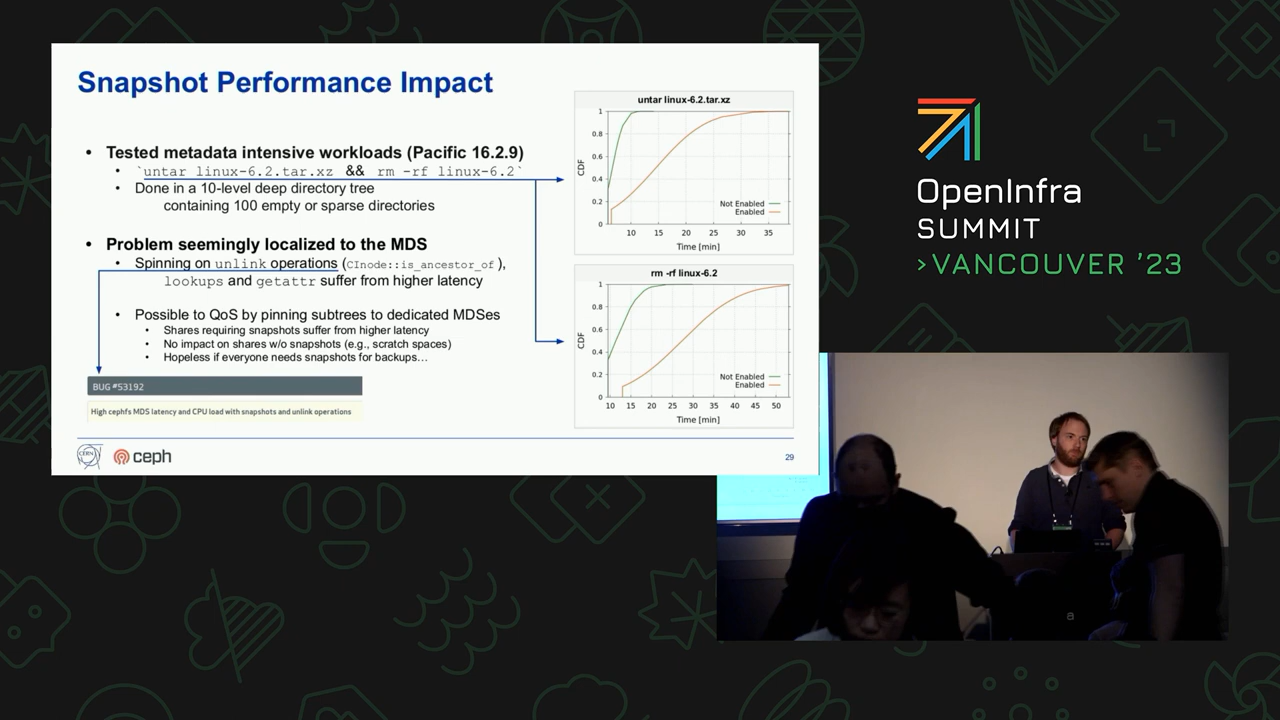 Snapshot Performance Impact
• Tested metadata intensive workloads (Pacific 16.2.9)
• `untar linux-6.2.tar.xz && rm -rf linux-6.2`
• Done in a 10-level deep directory tree
containing 100 empty or sparse directories
• Problem seemingly localized to the MDS
• Spinning on unlink operations (CInode::is_ancestor_of ),
lookups and getattr suffer from higher latency
• Possible to QoS by pinning subtrees to dedicated MDSes
• Shares requiring snapshots suffer from higher latency
• No impact on shares w/o snapshots (e.g., scratch spaces)
• Hopeless if everyone needs snapshots for backups…
BUG #53192
High cephfs MDS latency and CPU load with snapshots and unlink operations
untar linux-6.2.tar.xz
CDF
1
0.8
0.6
0.4
0.2
0
Not Enabled
Enabled
10 15 20 25 30 35
Time [min]
rm -rf linux-6.2
CDF
1
0.8
0.6
0.4
0.2
0
Not Enabled
Enabled
10 15 20 25 30 35 40 45 50
Time [min]
CERN
ceph
29
OpenInfra
SUMMIT
>VANCOUVER '23